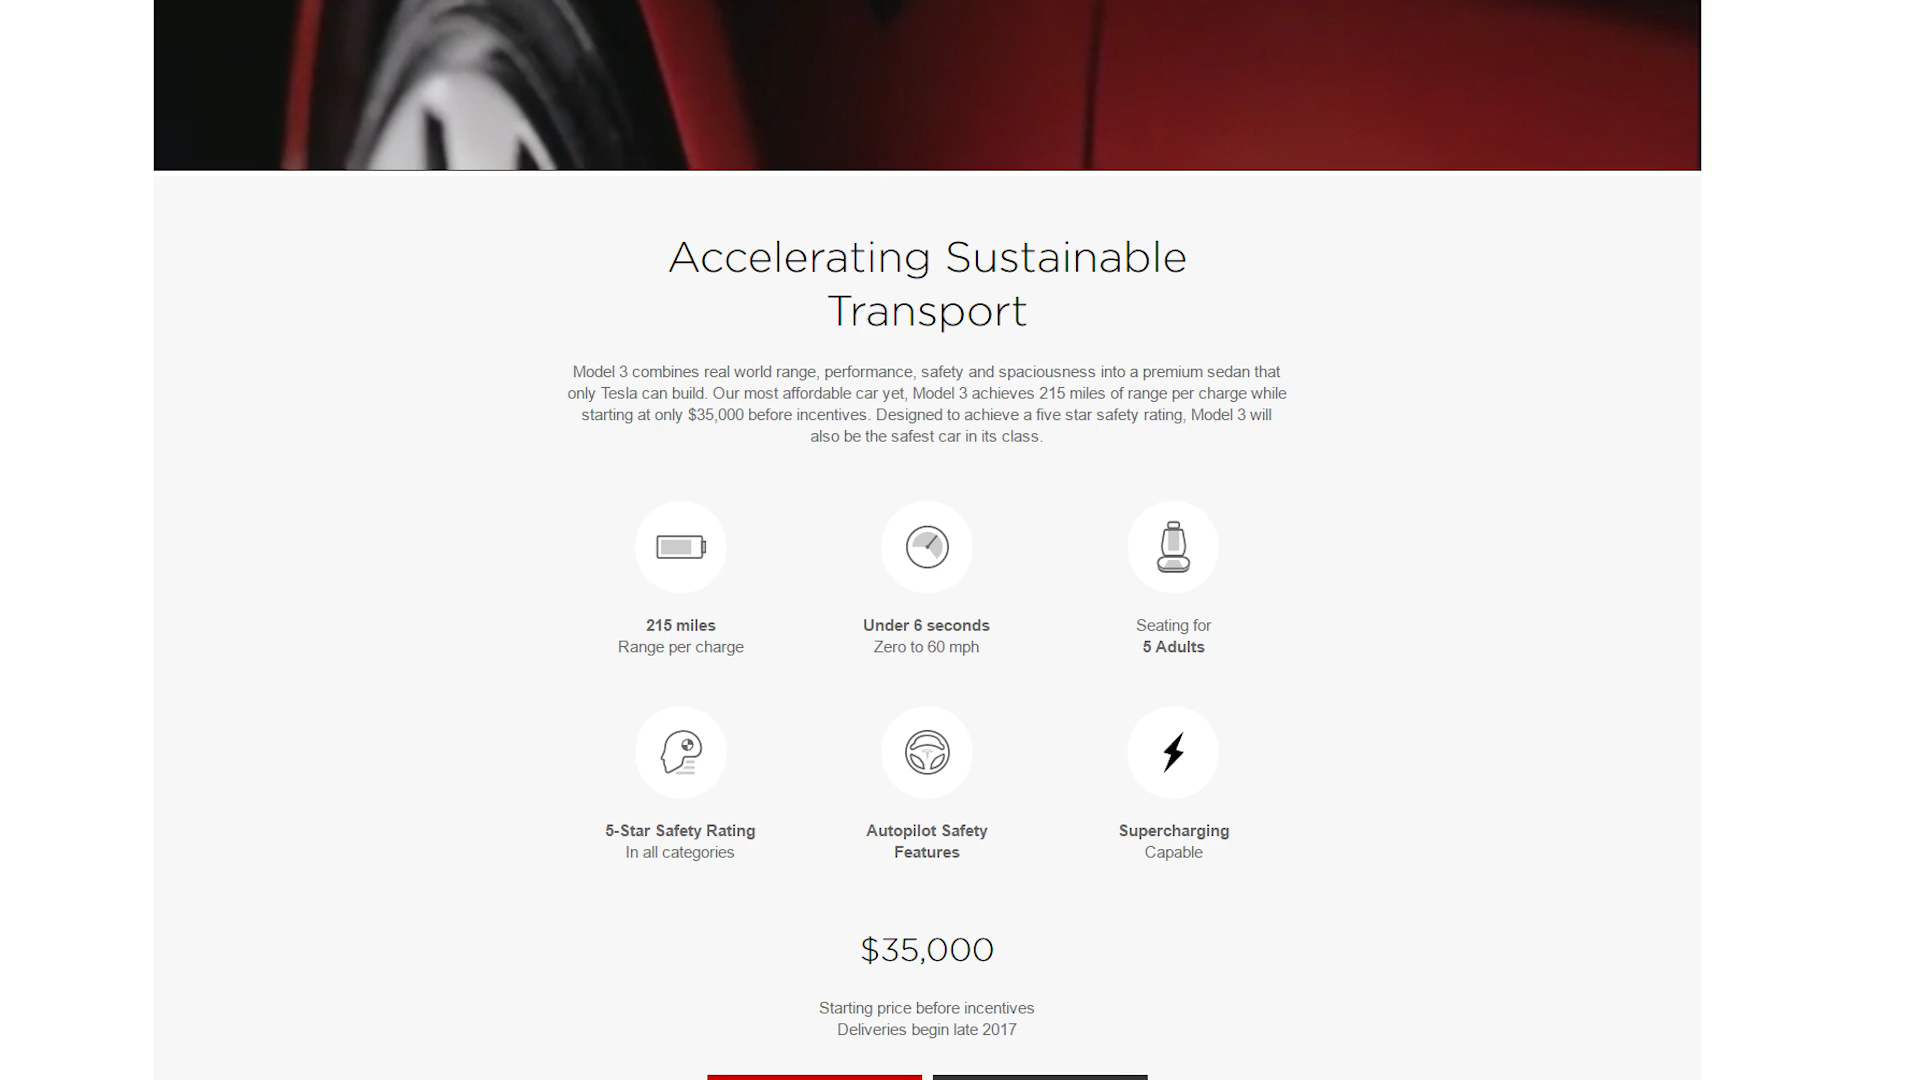 Accelerating Sustainable
Transport
Model 3 combines real world range, performance, safety and spaciousness into a premium sedan that
only Tesla can build. Our most affordable car yet, Model 3 achieves 215 miles of range per charge while
starting at only $35,000 before incentives. Designed to achieve a five star safety rating, Model 3 will
also be the safest car in its class.
215 miles
Range per charge
Under 6 seconds
Zero to 60 mph
Seating for
5 Adults
5-Star Safety Rating
In all categories
Autopilot Safety
Features
Supercharging
Capable
$35,000
Starting price before incentives
Deliveries begin late 2017